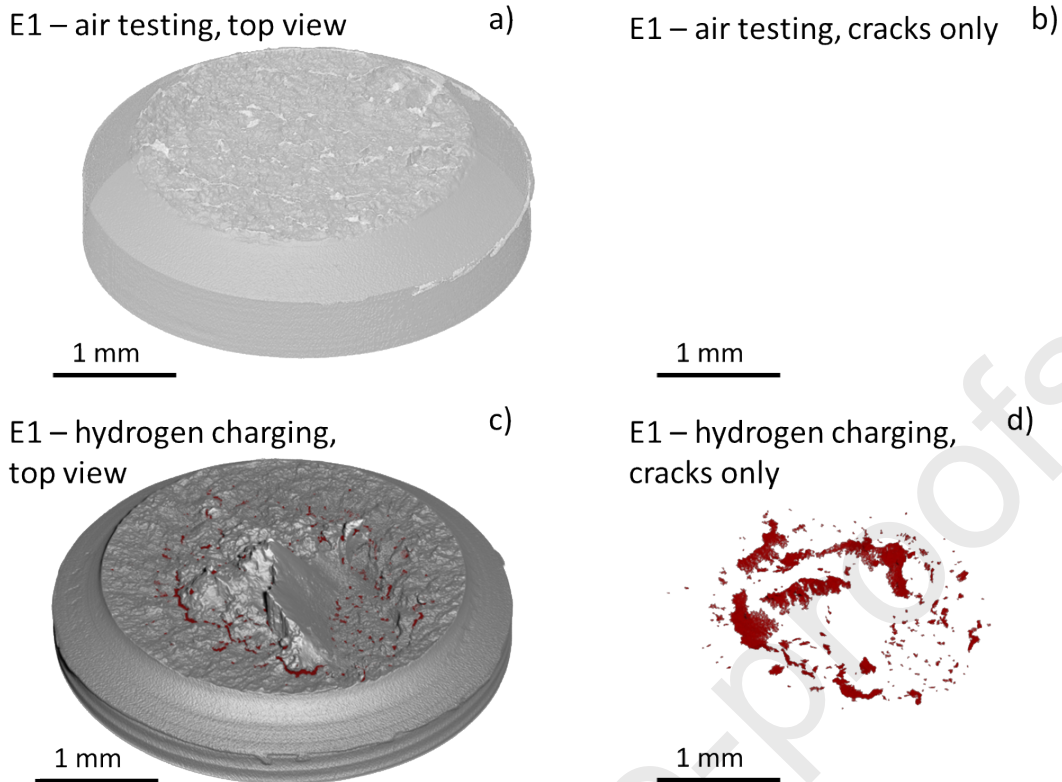 E1 – air testing, top view
a)
E1 – air testing, cracks only
b)
1 mm
1 mm
E1 – hydrogen charging,
top view
c)
E1 – hydrogen charging,
cracks only
d)
1 mm
1 mm
-proofs